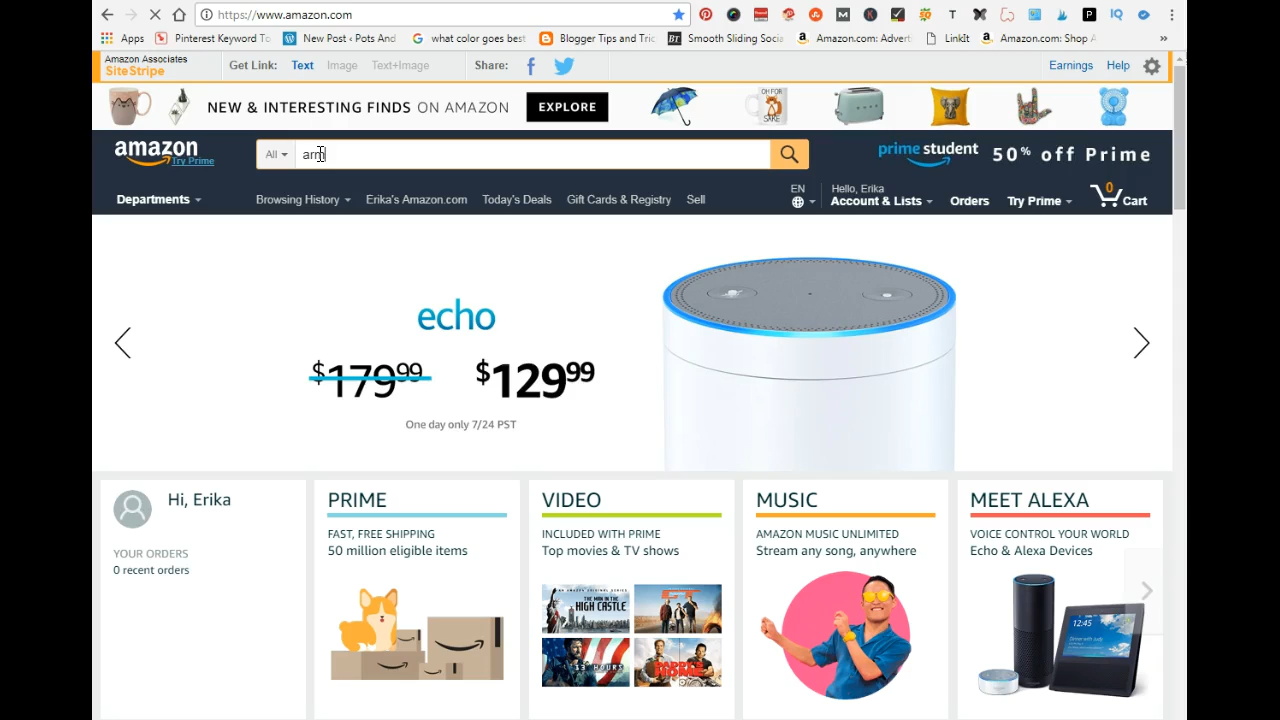 https://www.amazon.com
Apps Pinterest Keyword To New Post ‹ Pots And what color goes best Blogger Tips and Tric BT Smooth Sliding Socia Amazon.com: Advert LinkIt Amazon.com: Shop A »
Amazon Associates
SiteStripe
Get Link: Text Image Text+Image Share: Earnings Help
NEW & INTERESTING FINDS ON AMAZON EXPLORE
amazon
Try Prime
All
prime student 50% off Prime
Departments Browsing History Erika's Amazon.com Today's Deals Gift Cards & Registry Sell
EN
Hello, Erika
Account & Lists Orders Try Prime 0 Cart
echo
$179.99 $129.99
One day only 7/24 PST
Hi, Erika
YOUR ORDERS
0 recent orders
PRIME
FAST, FREE SHIPPING
50 million eligible items
VIDEO
INCLUDED WITH PRIME
Top movies & TV shows
THE MAN IN THE
HIGH CASTLE
13 HOURS
MUSIC
AMAZON MUSIC UNLIMITED
Stream any song, anywhere
MEET ALEXA
VOICE CONTROL YOUR WORLD
Echo & Alexa Devices
12:45